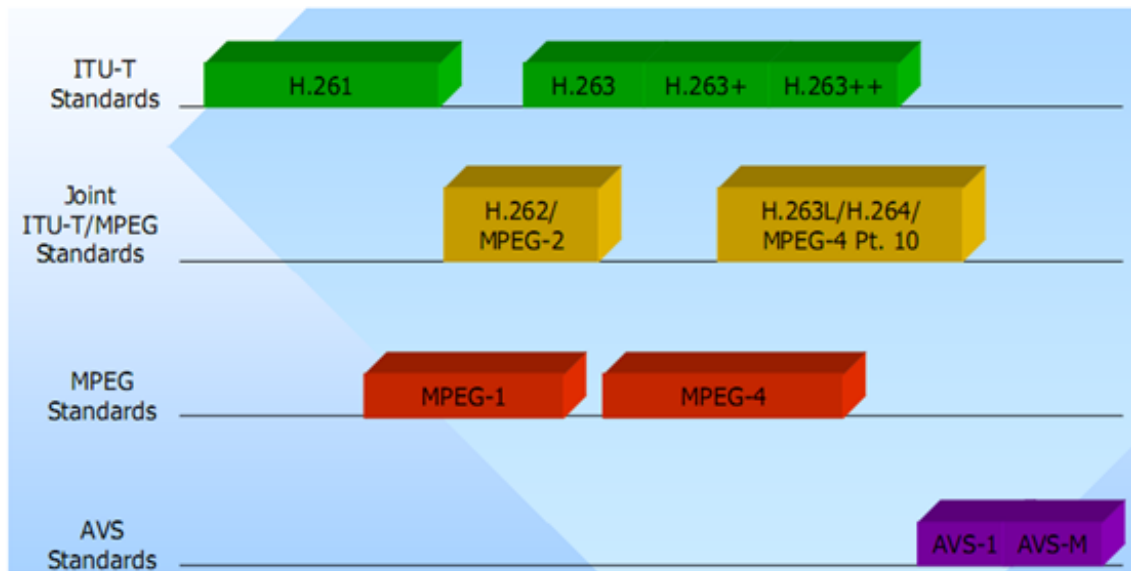 ITU-T
Standards
H.261
H.263
H.263+
H.263++
Joint
ITU-T/MPEG
Standards
H.262/
MPEG-2
H.263L/H.264/
MPEG-4 Pt. 10
MPEG
Standards
MPEG-1
MPEG-4
AVS
Standards
AVS-1
AVS-M